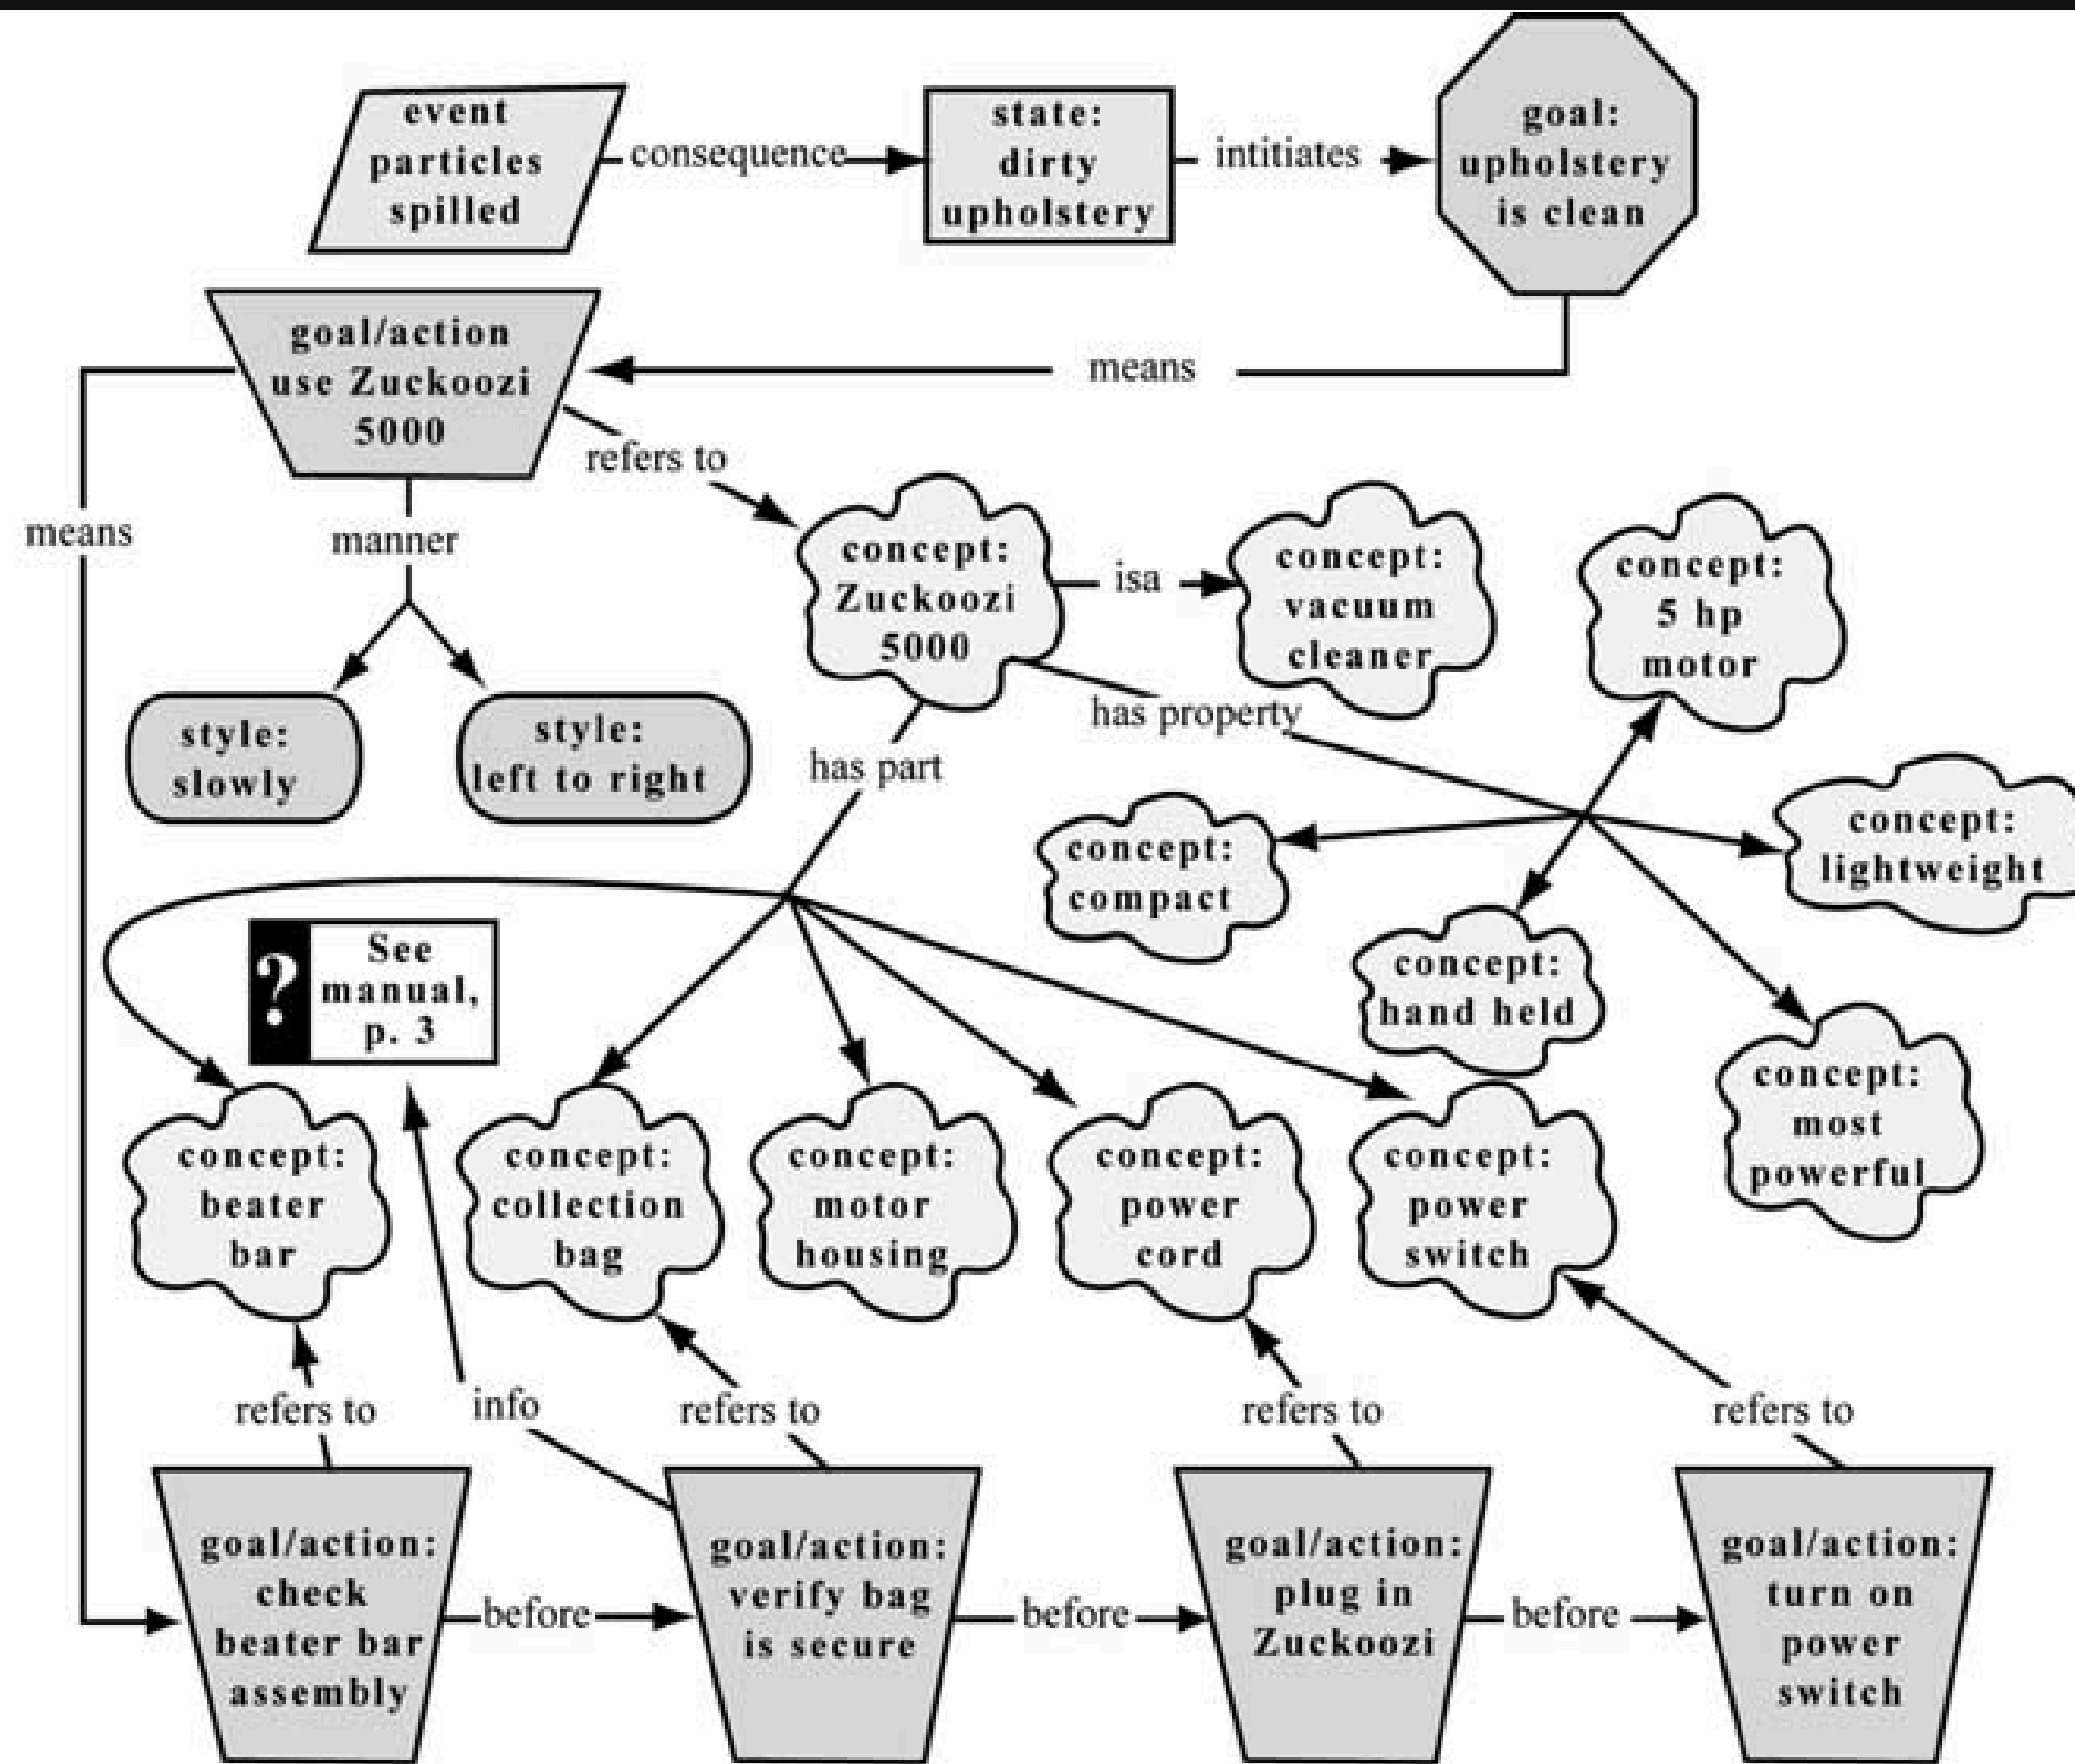 event
particles
spilled
consequence
state:
dirty
upholstery
intitiates
goal:
upholstery
is clean
goal/action
use Zuckoozi
5000
means
refers to
means
manner
concept:
Zuckoozi
5000
isa
concept:
vacuum
cleaner
concept:
5 hp
motor
style:
slowly
style:
left to right
has part
has property
concept:
compact
concept:
lightweight
?
See
manual,
p. 3
concept:
hand held
concept:
most
powerful
concept:
beater
bar
concept:
collection
bag
concept:
motor
housing
concept:
power
cord
concept:
power
switch
refers to
info
refers to
refers to
refers to
goal/action:
check
beater bar
assembly
before
goal/action:
verify bag
is secure
before
goal/action:
plug in
Zuckoozi
before
goal/action:
turn on
power
switch